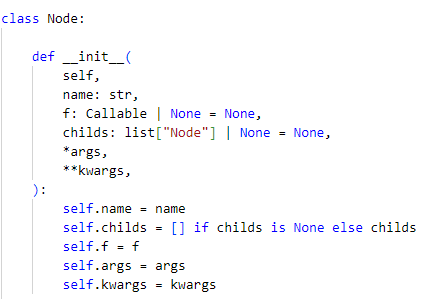 class Node:
    def __init__(
        self,
        name: str,
        f: Callable | None = None,
        childs: list["Node"] | None = None,
        *args,
        **kwargs,
    ):
        self.name = name
        self.childs = [] if childs is None else childs
        self.f = f
        self.args = args
        self.kwargs = kwargs